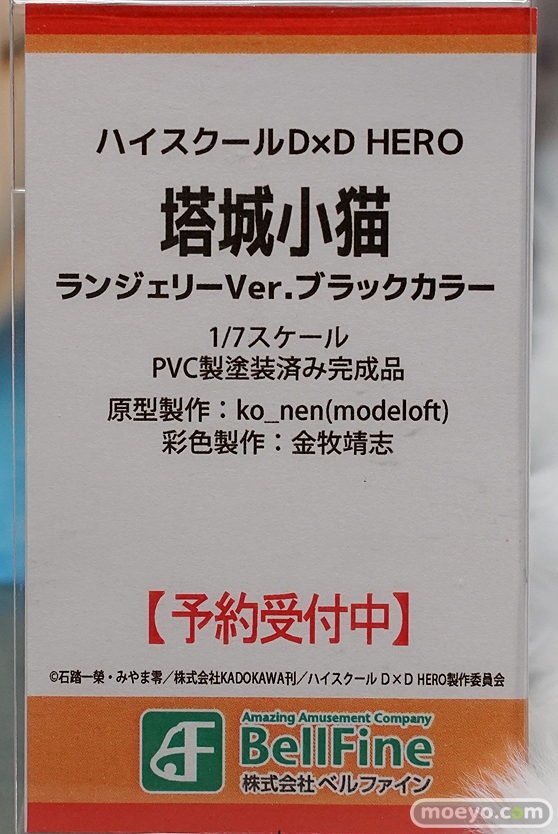 ハイスクールD×D HERO
塔城小猫
ランジェリーVer.ブラックカラー
1/7スケール
PVC製塗装済み完成品
原型製作：ko_nen(modeloft)
彩色製作：金牧靖志
【予約受付中】
©石踏一榮・みやま零／株式会社KADOKAWA刊／ハイスクール D×D HERO製作委員会
Amazing Amusement Company
BellFine
株式会社 ベルファイン
moeyo.com